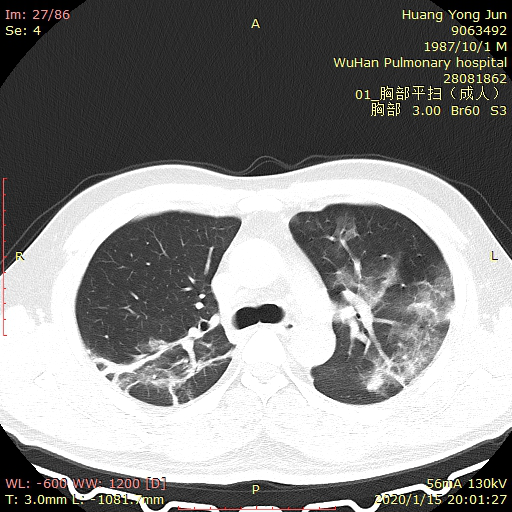 Im: 27/86
Se: 4
A
Huang Yong Jun
9063492
1987/10/1 M
WuHan Pulmonary hospital
28081862
01_胸部平扫（成人）
胸部 3.00 Br60 S3
R
L
WL: -600 WW: 1200 [D]
T: 3.0mm L: -1081.7mm
P
56mA 130kV
2020/1/15 20:01:27